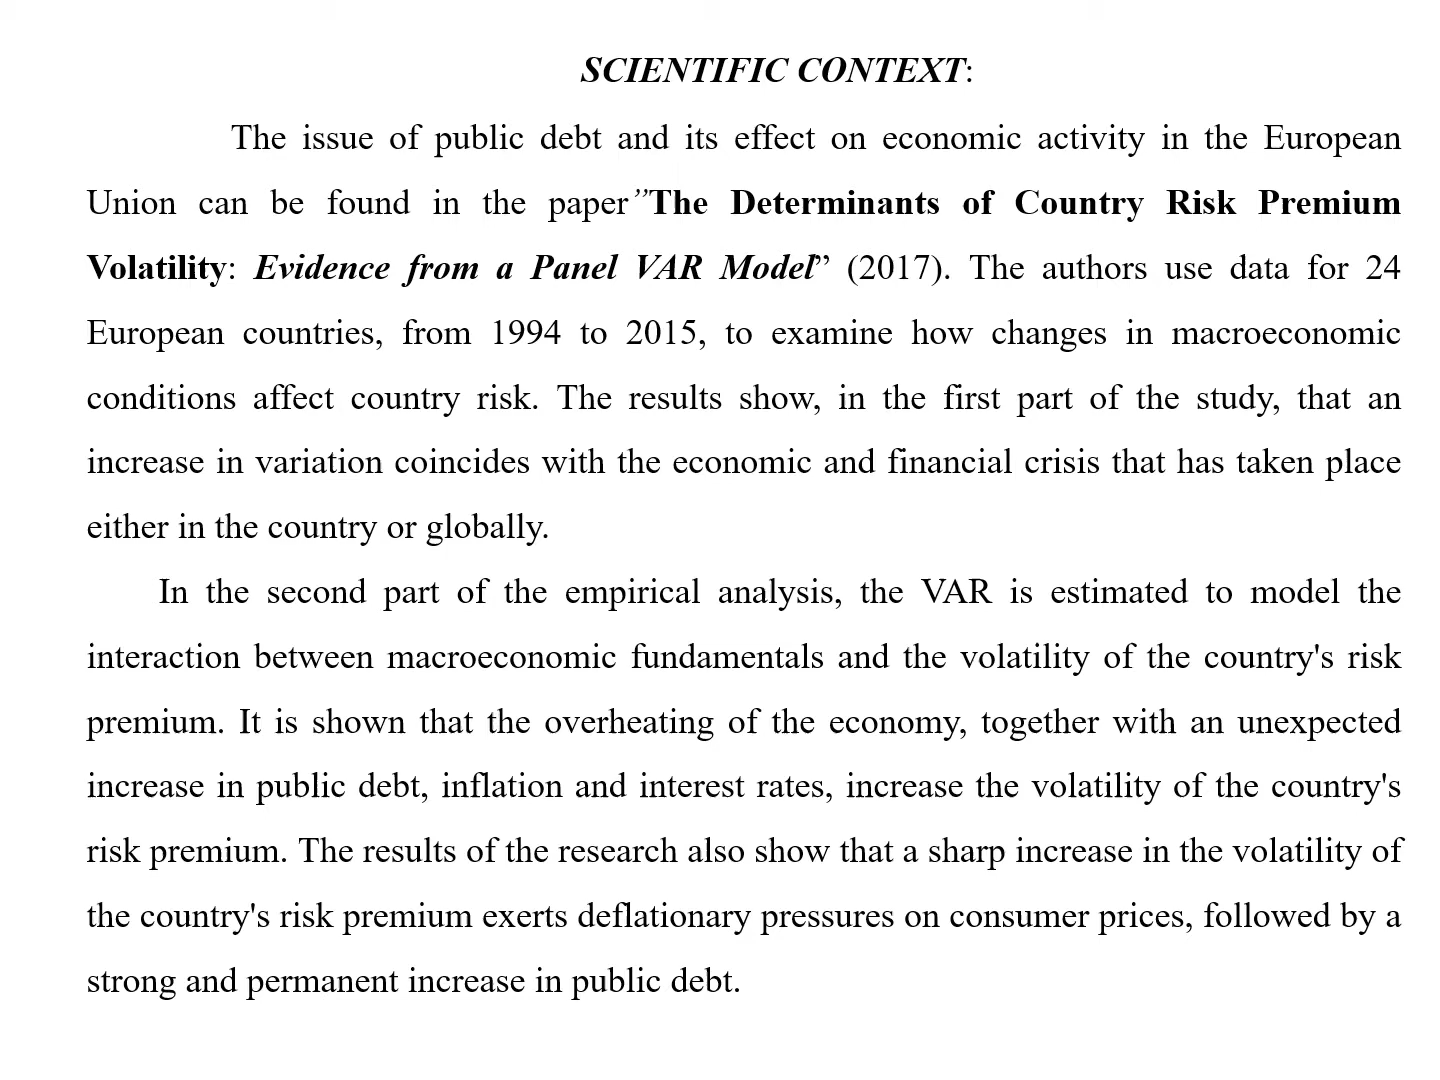 SCIENTIFIC CONTEXT:
The issue of public debt and its effect on economic activity in the European
Union can be found in the paper ”The Determinants of Country Risk Premium
Volatility: Evidence from a Panel VAR Model” (2017). The authors use data for 24
European countries, from 1994 to 2015, to examine how changes in macroeconomic
conditions affect country risk. The results show, in the first part of the study, that an
increase in variation coincides with the economic and financial crisis that has taken place
either in the country or globally.
In the second part of the empirical analysis, the VAR is estimated to model the
interaction between macroeconomic fundamentals and the volatility of the country's risk
premium. It is shown that the overheating of the economy, together with an unexpected
increase in public debt, inflation and interest rates, increase the volatility of the country's
risk premium. The results of the research also show that a sharp increase in the volatility of
the country's risk premium exerts deflationary pressures on consumer prices, followed by a
strong and permanent increase in public debt.